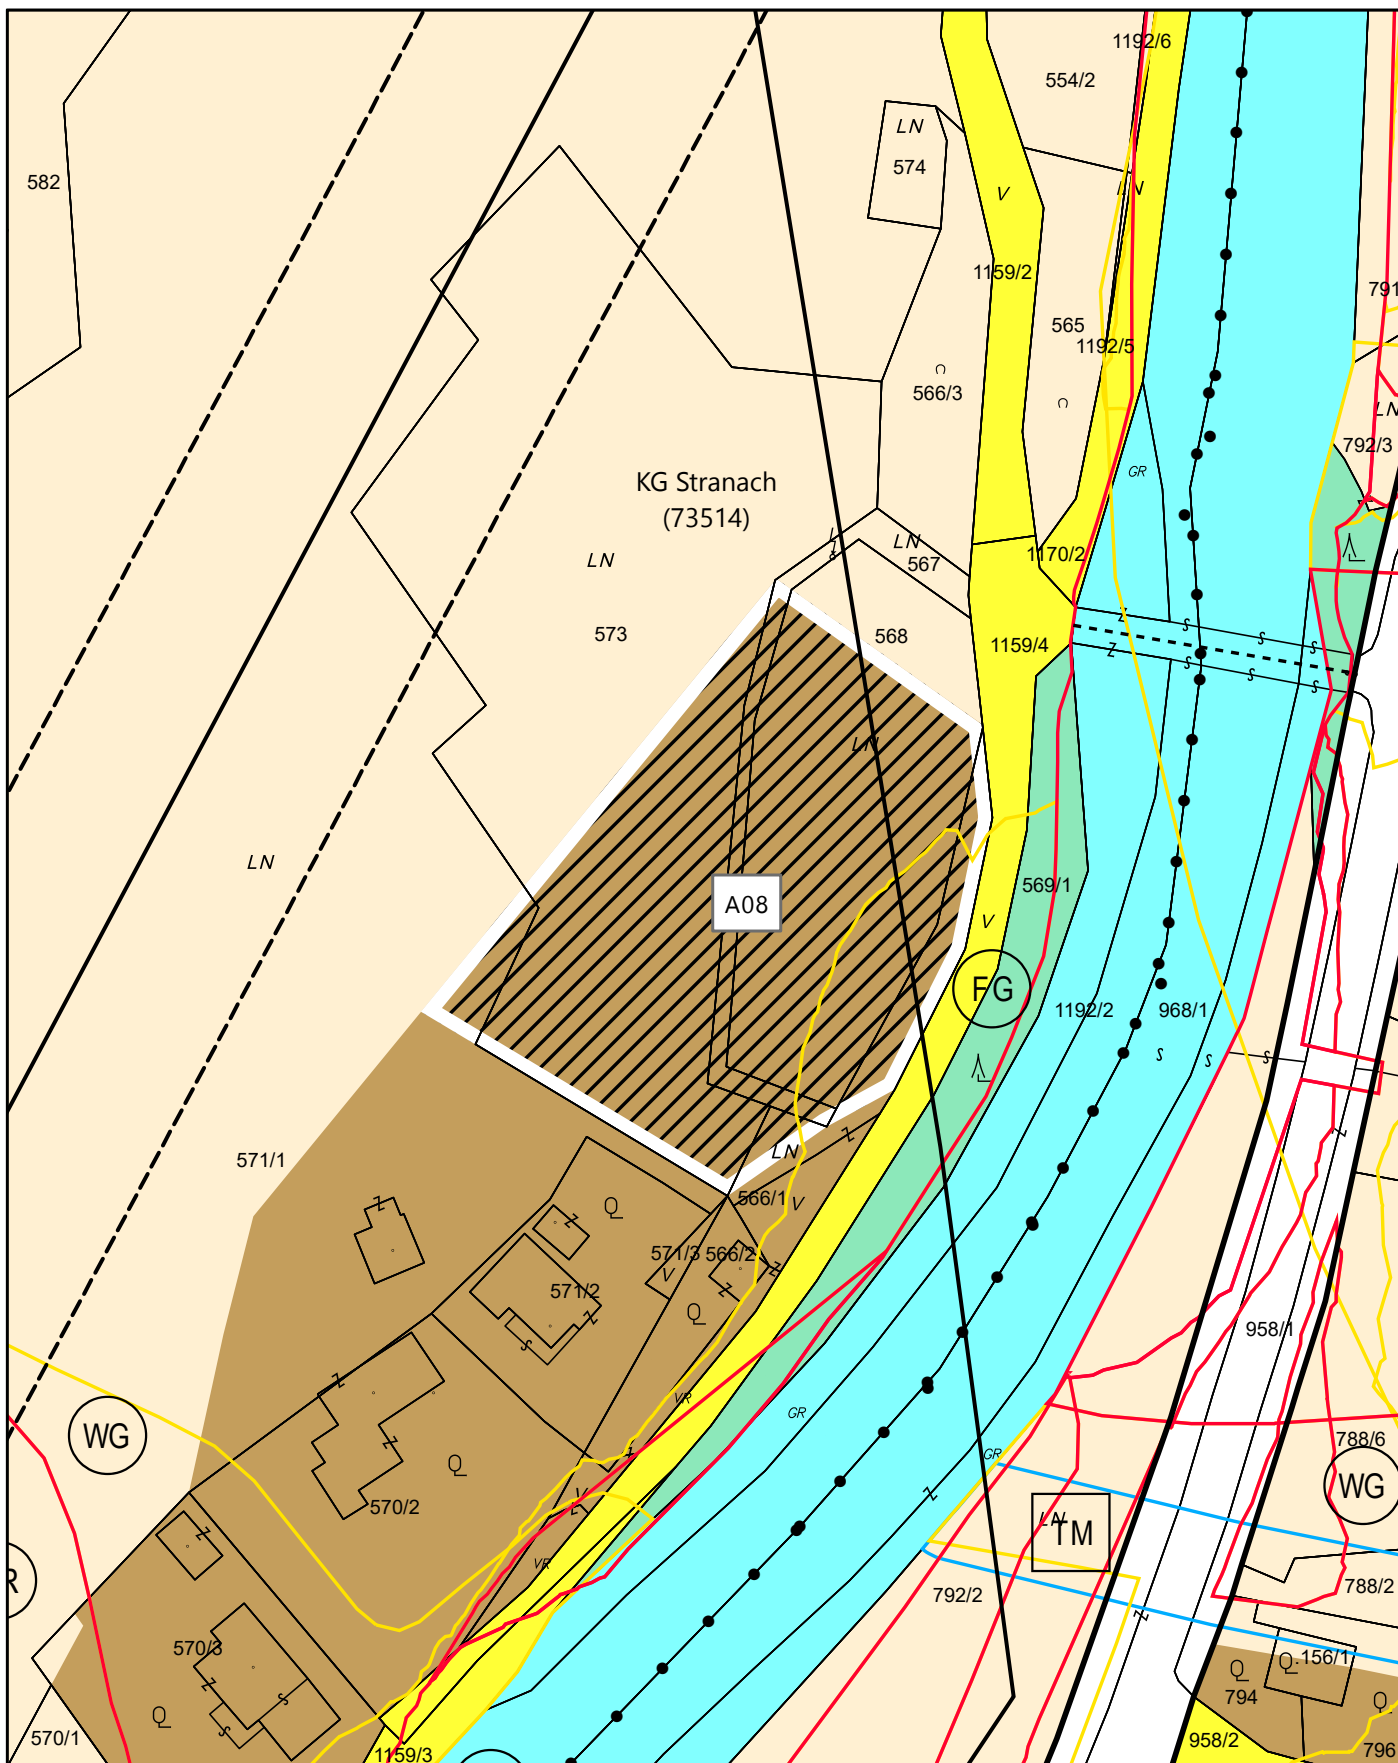 1192/6
554/2
LN
574
582
V
LN
1159/2
791
565
1192/5
566/3
LN
792/3
GR
KG Stranach
(73514)
LN
567
1170/2
LN
573
568
1159/4
LN
LN
569/1
A08
V
FG
1192/2
968/1
LN
571/1
566/1
V
571/3
566/2
V
571/2
958/1
VR
GR
WG
788/6
GR
WG
570/2
V
LN
TM
R
VR
788/2
792/2
570/3
156/1
794
570/1
958/2
796
1159/3